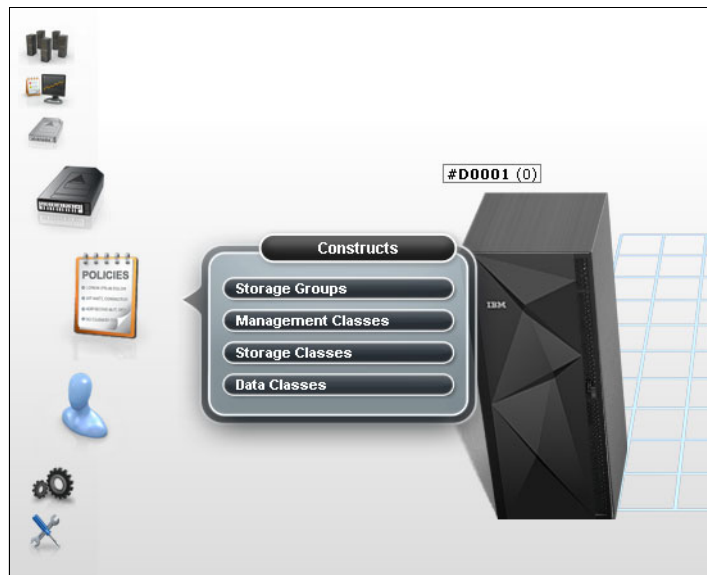 #D0001 (0)
Constructs
POLICIES
Storage Groups
Management Classes
Storage Classes
Data Classes
IBM